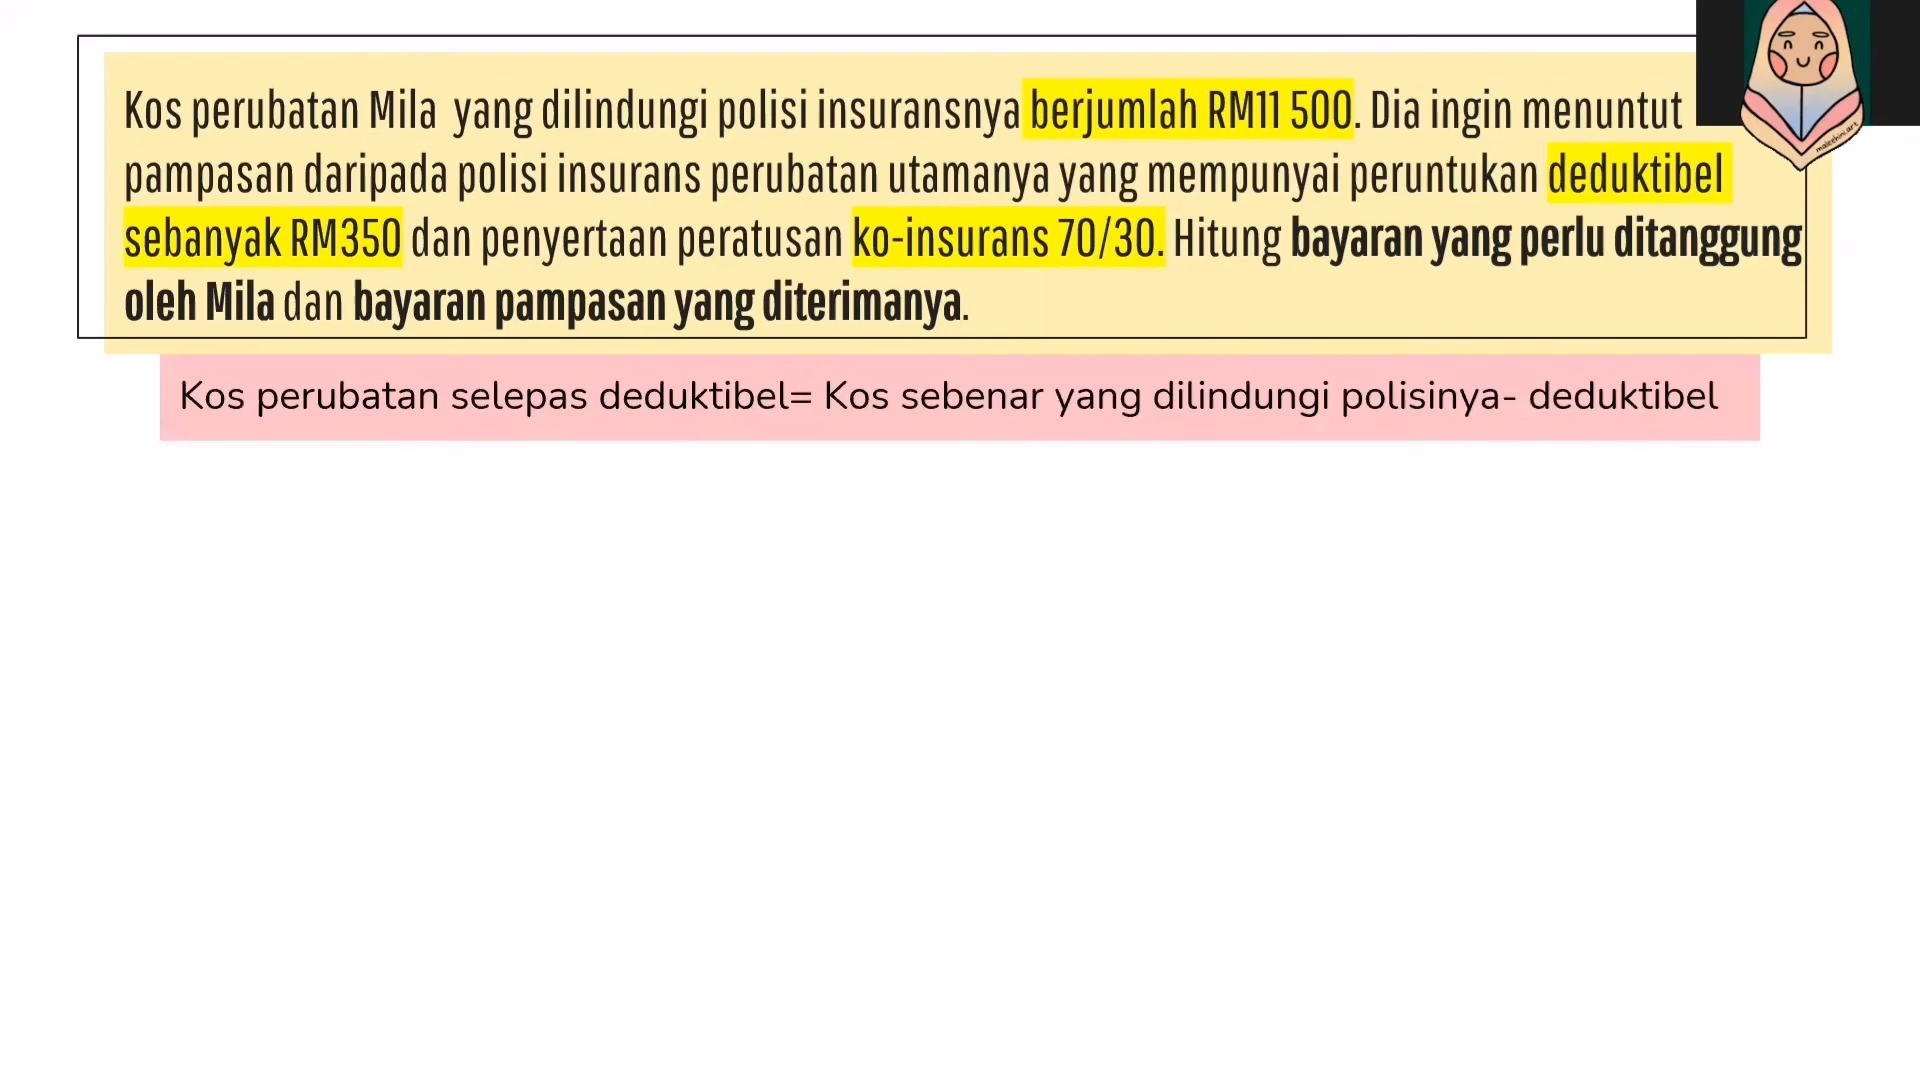 Kos perubatan Mila yang dilindungi polisi insuransnya berjumlah RM11 500. Dia ingin menuntut
pampasan daripada polisi insurans perubatan utamanya yang mempunyai peruntukan deduktibel
sebanyak RM350 dan penyertaan peratusan ko-insurans 70/30. Hitung bayaran yang perlu ditanggung
oleh Mila dan bayaran pampasan yang diterimanya.
Kos perubatan selepas deduktibel= Kos sebenar yang dilindungi polisinya- deduktibel